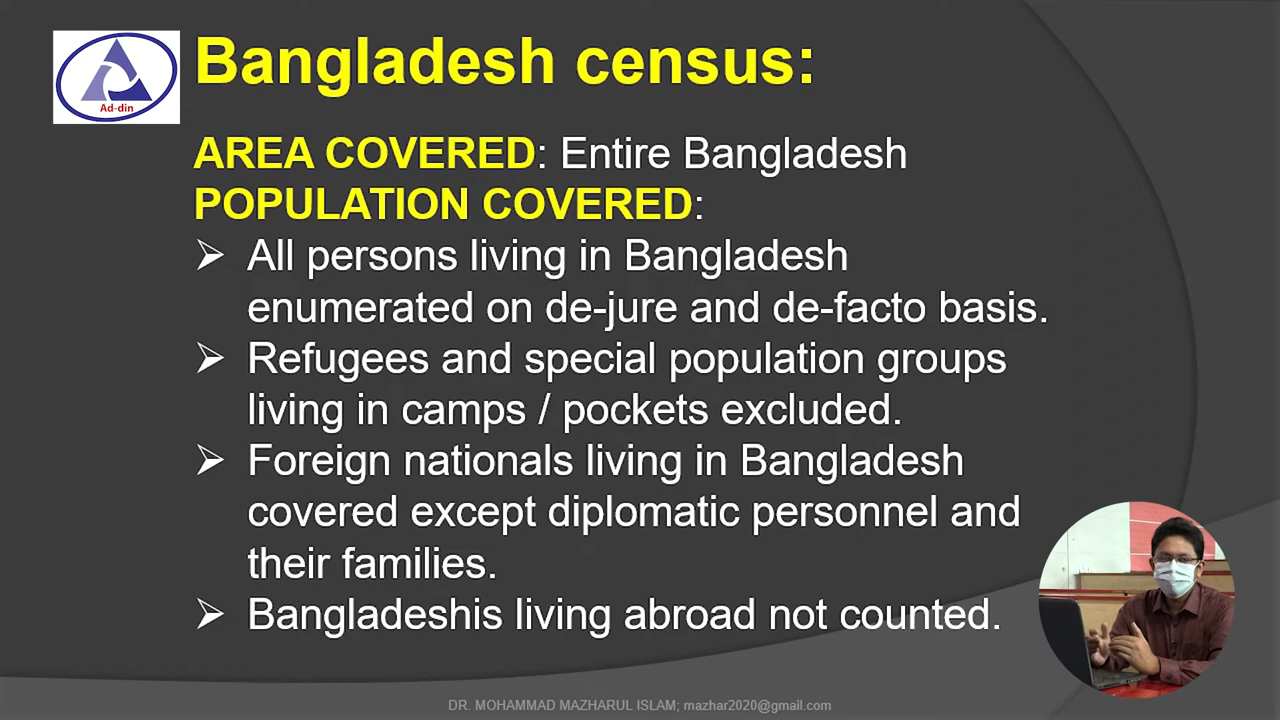 Ad-din
Bangladesh census:
AREA COVERED: Entire Bangladesh
POPULATION COVERED:
➢ All persons living in Bangladesh
enumerated on de-jure and de-facto basis.
➢ Refugees and special population groups
living in camps / pockets excluded.
➢ Foreign nationals living in Bangladesh
covered except diplomatic personnel and
their families.
➢ Bangladeshis living abroad not counted.
DR. MOHAMMAD MAZHARUL ISLAM; mazhar2020@gmail.com